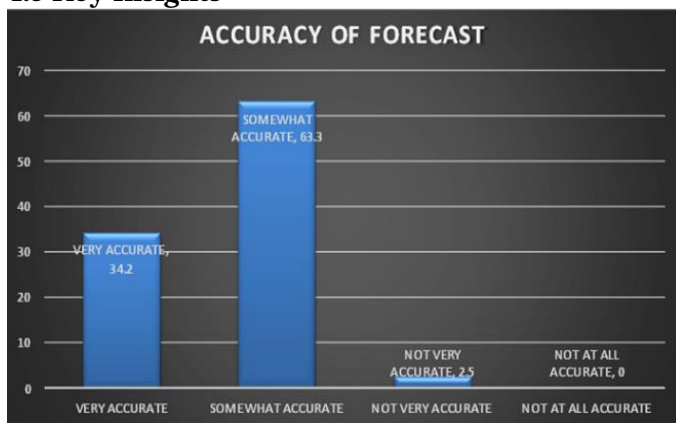 ACCURACY OF FORECAST
70
60
50
40
30
20
10
0
SOMEWHAT
ACCURATE, 63.3
VERY ACCURATE,
34.2
NOT VERY
ACCURATE, 2.5
NOT AT ALL
ACCURATE, 0
VERY ACCURATE
SOMEWHAT ACCURATE
NOT VERY ACCURATE
NOT AT ALL ACCURATE